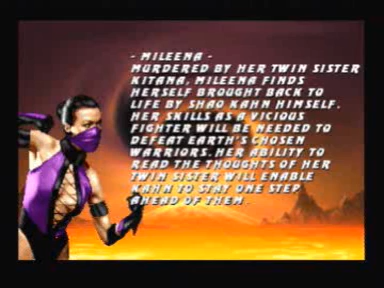 - MILEENA -
MURDERED BY HER TWIN SISTER
KITANA, MILEENA FINDS
HERSELF BROUGHT BACK TO
LIFE BY SHAO KAHN HIMSELF.
HER SKILLS AS A VICIOUS
FIGHTER WILL BE NEEDED TO
DEFEAT EARTH'S CHOSEN
WARRIORS. HER ABILITY TO
READ THE THOUGHTS OF HER
TWIN SISTER WILL ENABLE
KAHN TO STAY ONE STEP
AHEAD OF THEM.